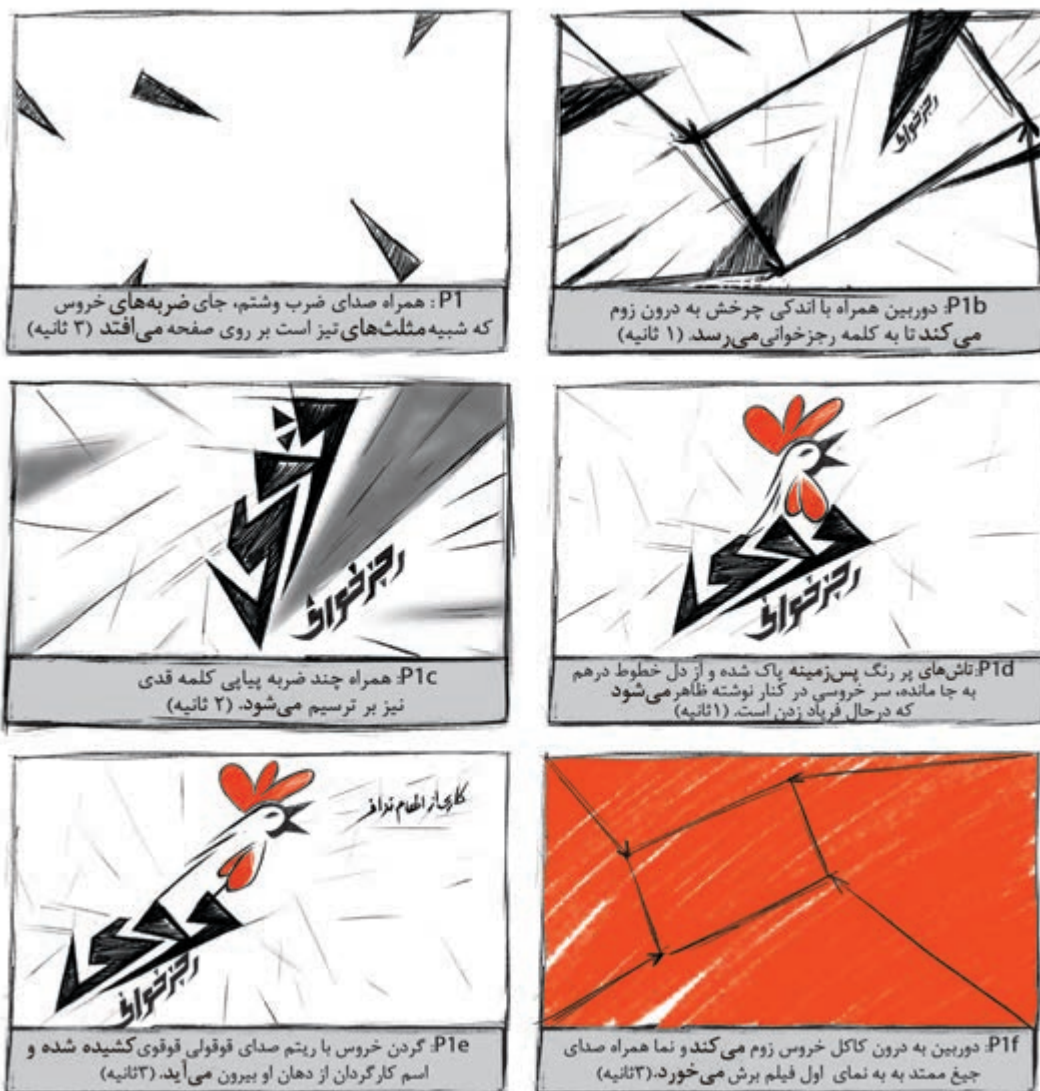 P1: همراه صدای ضرب وشتم، جای ضربه‌های خروس
که شبیه مثلث‌های تیز است بر روی صفحه می‌افتد (۳ ثانیه)
رجزخوانی
P1b: دوربین همراه با اندکی چرخش به درون زوم
می‌کند تا به کلمه رجزخوانی می‌رسد. (۱ ثانیه)
رجزخوانی
P1c: همراه چند ضربه پیاپی کلمه قدی
نیز بر ترسیم می‌شود. (۲ ثانیه)
رجزخوانی
P1d: تاش‌های پر رنگ پس‌زمینه پاک شده و از دل خطوط درهم
به جا مانده، سر خروسی در کنار نوشته ظاهر می‌شود
که درحال فریاد زدن است. (۱ثانیه)
کاری از
رجزخوانی
P1e: گردن خروس با ریتم صدای قوقولی قوقوی کشیده شده و
اسم کارگردان از دهان او بیرون می‌آید. (۳ثانیه)
P1f: دوربین به درون کاکل خروس زوم می‌کند و نما همراه صدای
جیغ ممتد به به نمای اول فیلم برش می‌خورد. (۳ثانیه)